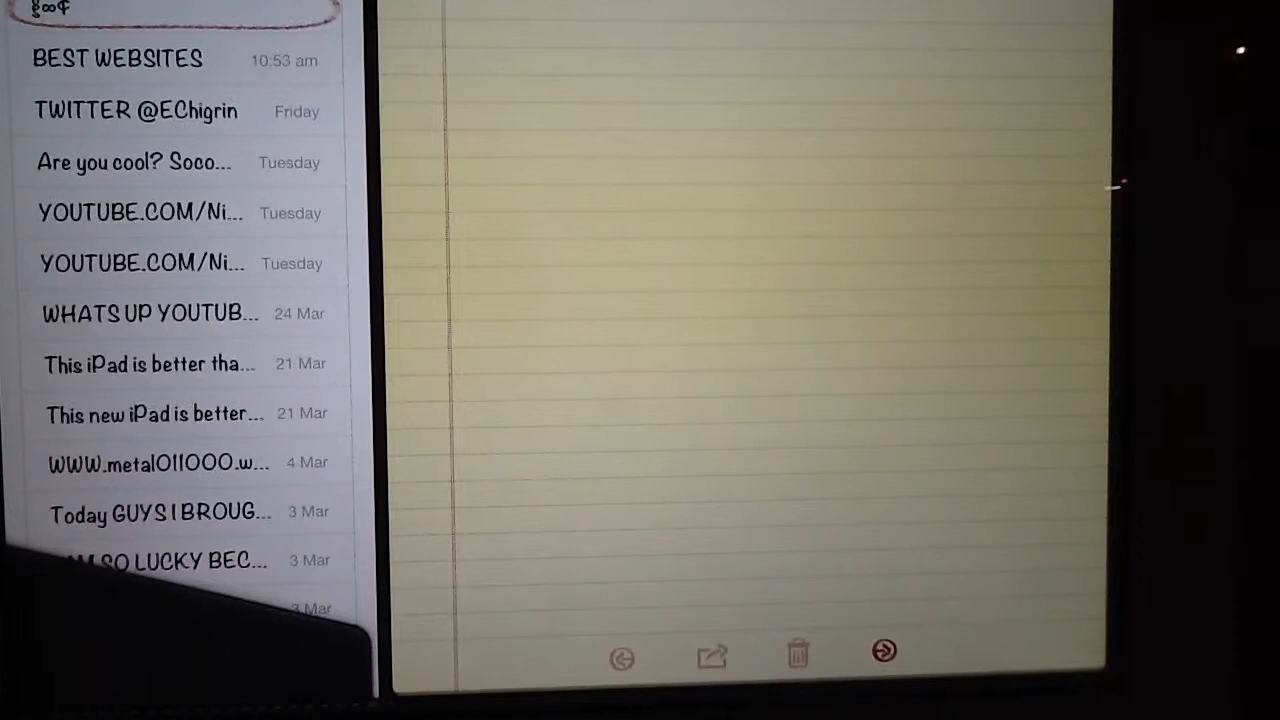 BEST WEBSITES 10:53 am
TWITTER @EChigrin Friday
Are you cool? Soco... Tuesday
YOUTUBE.COM/Ni... Tuesday
YOUTUBE.COM/Ni... Tuesday
WHATS UP YOUTUB... 24 Mar
This iPad is better tha... 21 Mar
This new iPad is better... 21 Mar
WWW.metal011000.w... 4 Mar
Today GUYS I BROUG... 3 Mar
SO LUCKY BEC... 3 Mar
3 Mar